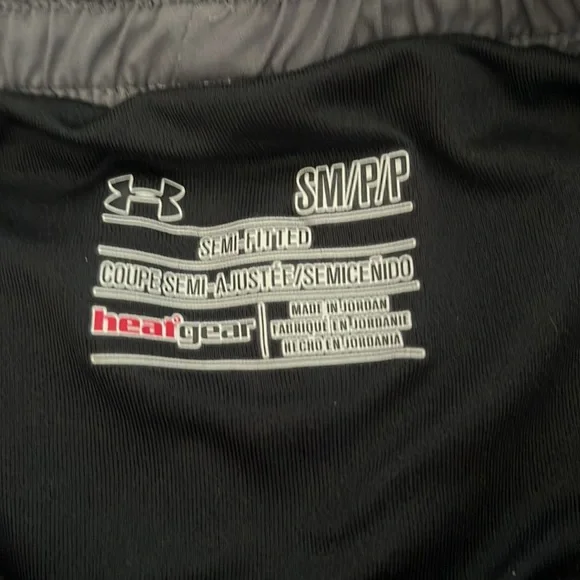 SM/P/P
SEMI-FITTED
COUPE SEMI-AJUSTÉE/SEMICEÑIDO
heatgear
MADE IN JORDAN
FABRIQUÉ EN JORDANIE
HECHO EN JORDANIA